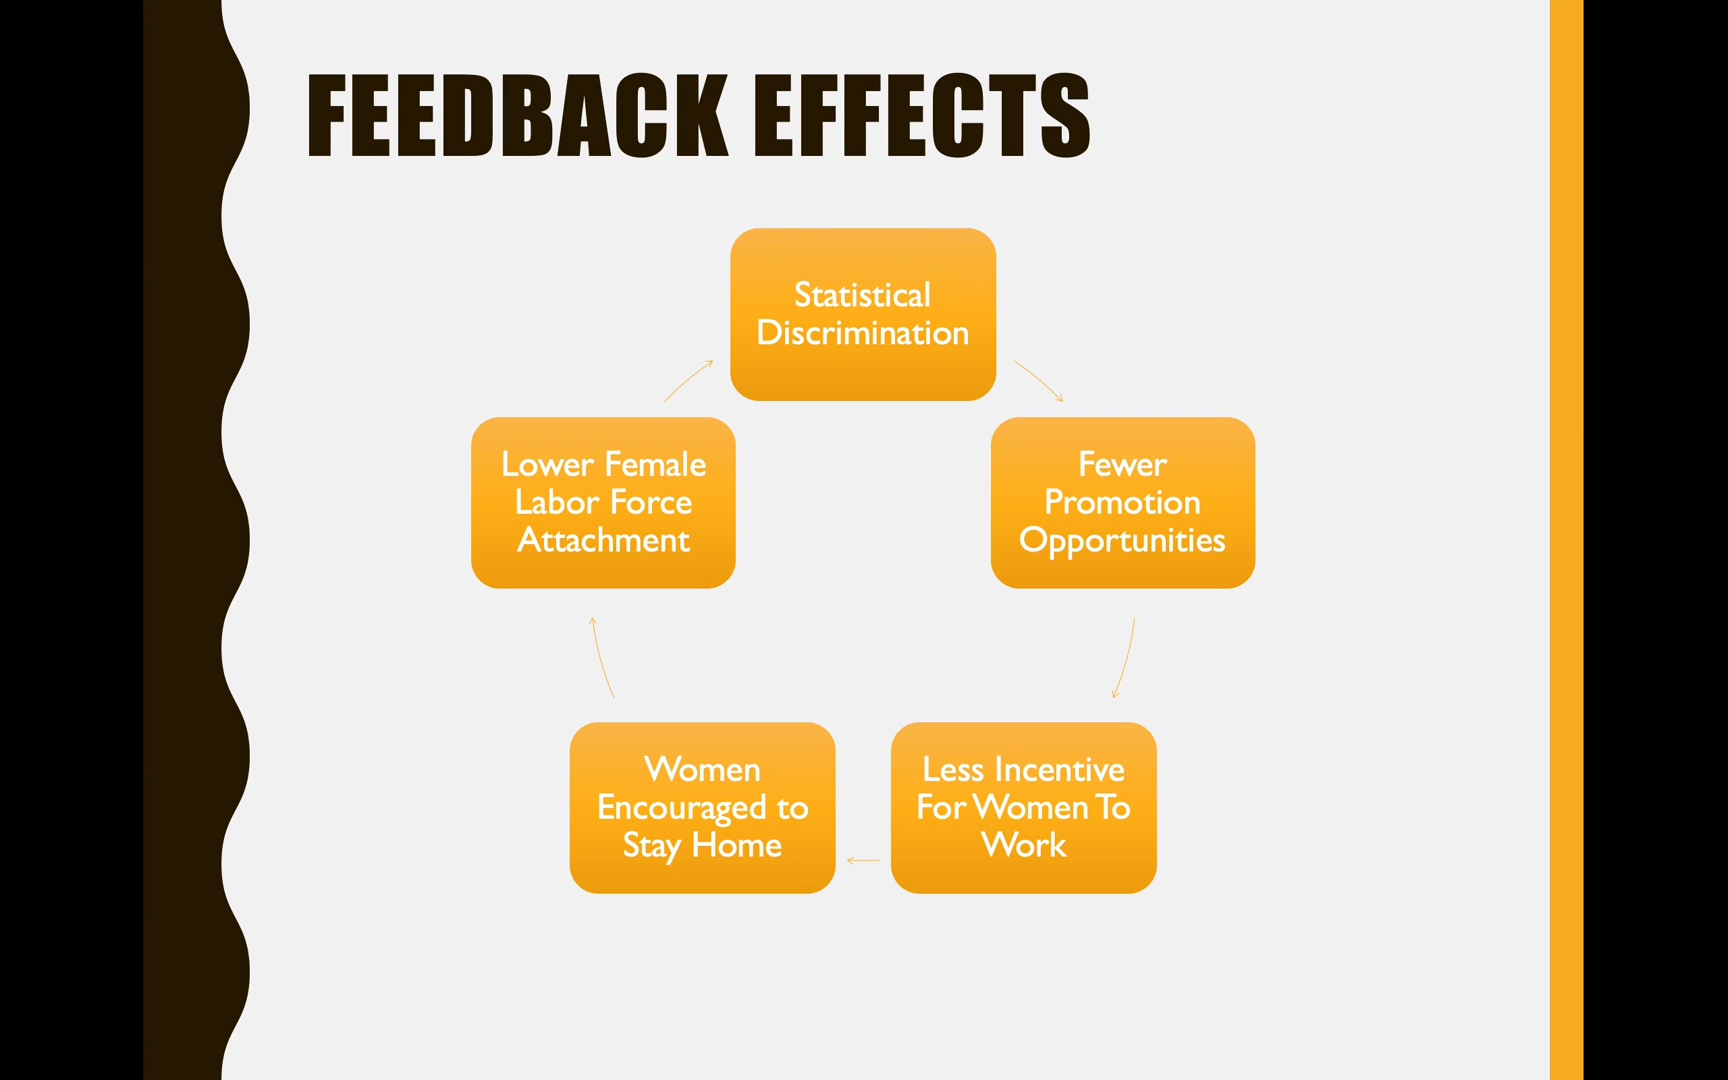 FEEDBACK EFFECTS
Statistical
Discrimination
Fewer
Promotion
Opportunities
Less Incentive
For Women To
Work
Women
Encouraged to
Stay Home
Lower Female
Labor Force
Attachment